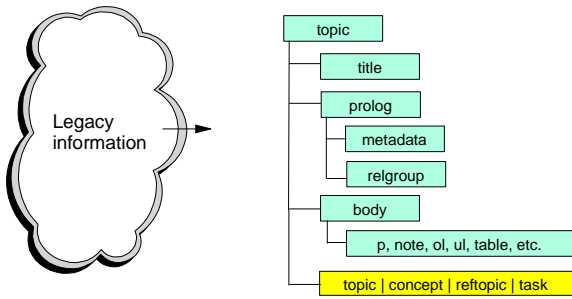 Legacy
information
topic
title
prolog
metadata
relgroup
body
p, note, ol, ul, table, etc.
topic | concept | reftopic | task